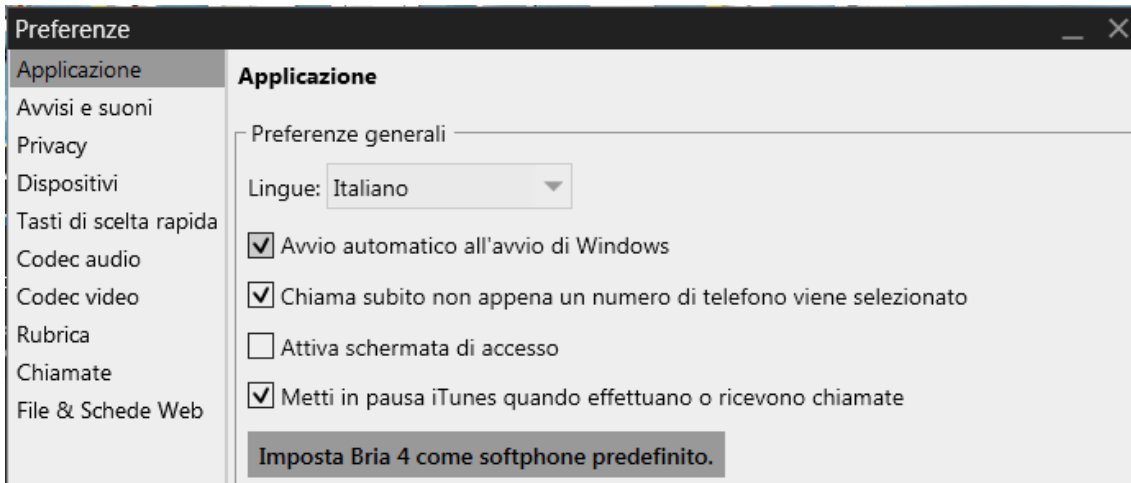 Preferenze
Applicazione
Avvisi e suoni
Privacy
Dispositivi
Tasti di scelta rapida
Codec audio
Codec video
Rubrica
Chiamate
File & Schede Web
Applicazione
Preferenze generali
Lingue: Italiano
Avvio automatico all'avvio di Windows
Chiama subito non appena un numero di telefono viene selezionato
Attiva schermata di accesso
Metti in pausa iTunes quando effettuano o ricevono chiamate
Imposta Bria 4 come softphone predefinito.